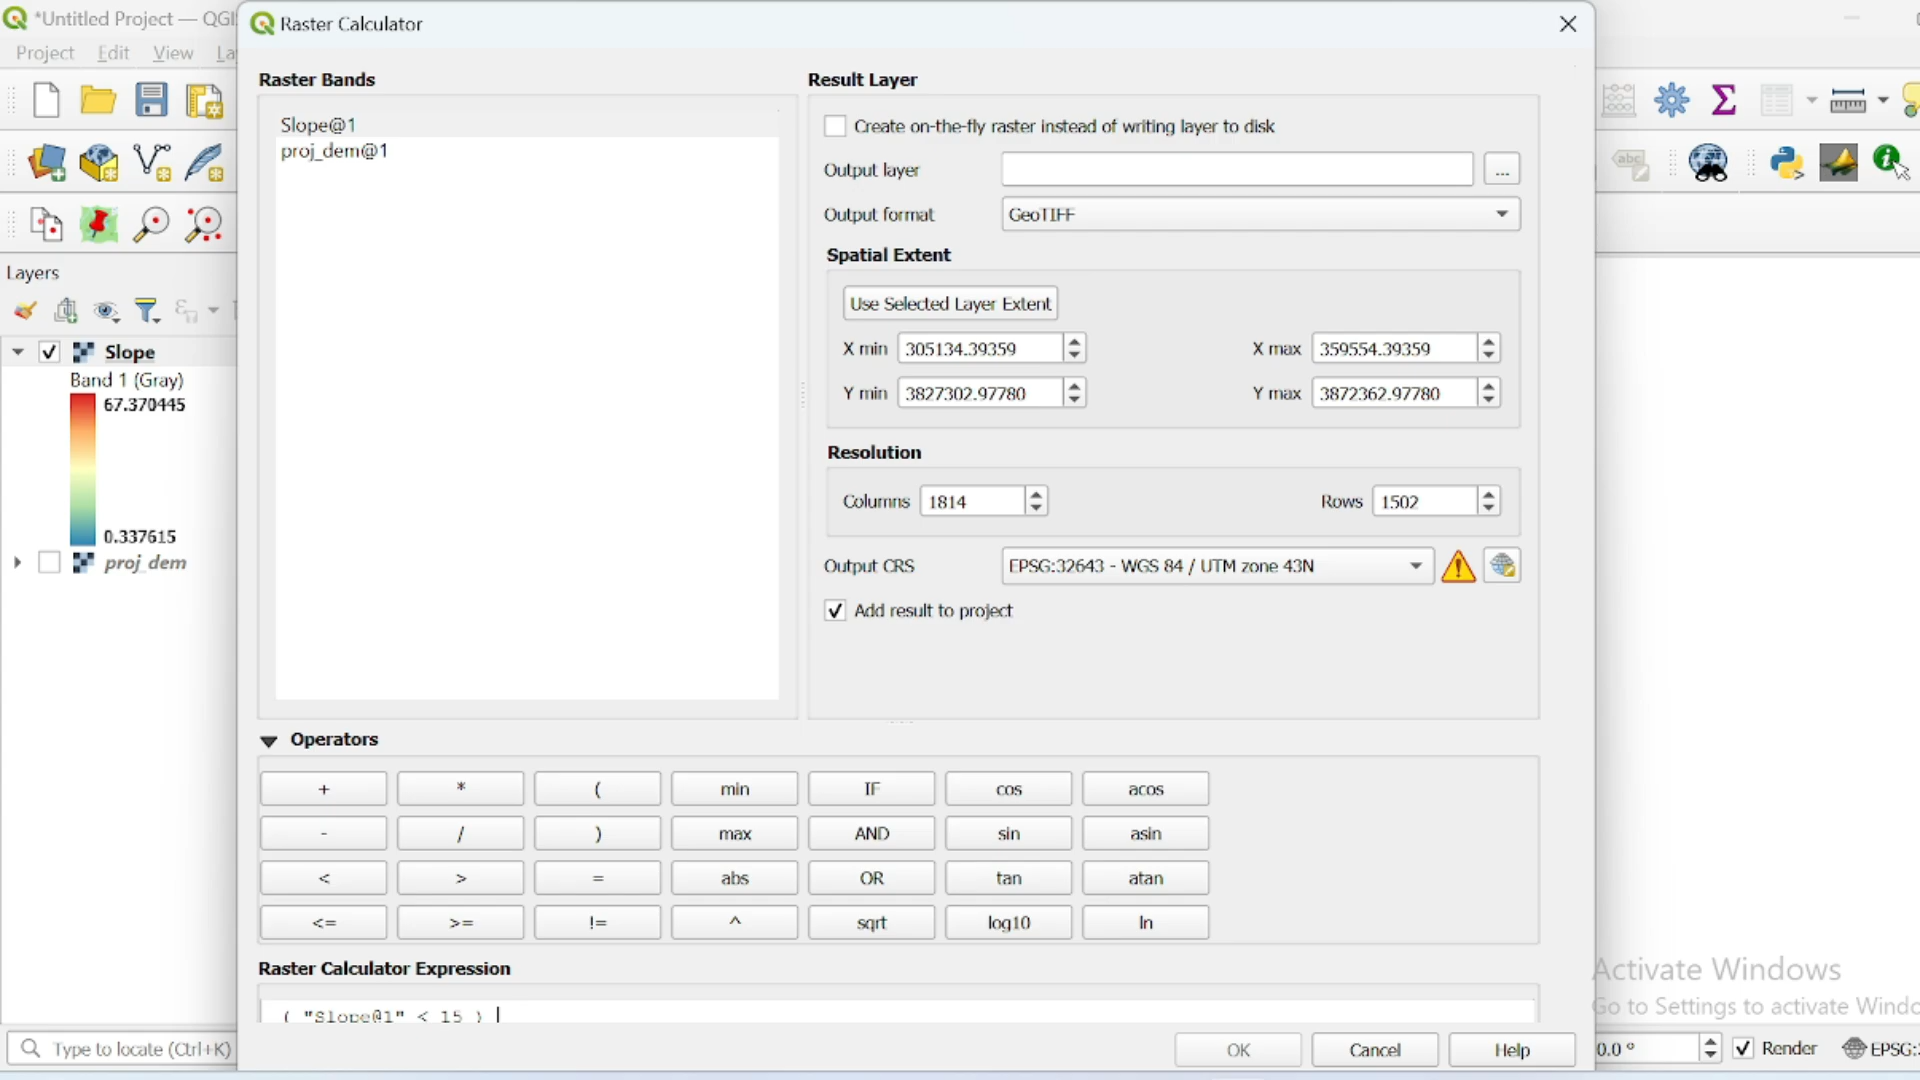 *Untitled Project — QGI
Project Edit View La
Raster Calculator
Raster Bands
Slope@1
proj_dem@1
Result Layer
Create on-the-fly raster instead of writing layer to disk
Output layer
...
Output format GeoTIFF
Spatial Extent
Use Selected Layer Extent
X min 305134.39359 X max 359554.39359
Y min 3827302.97780 Y max 3872362.97780
Resolution
Columns 1814 Rows 1502
Output CRS EPSG:32643 - WGS 84 / UTM zone 43N
Add result to project
Layers
Slope
Band 1 (Gray)
67.370445
0.337615
proj_dem
Operators
+ * ( min IF cos acos
- / ) max AND sin asin
< > = abs OR tan atan
<= >= != ^ sqrt log10 ln
Raster Calculator Expression
( "Slope@1" < 15 )
OK Cancel Help
abc
Activate Windows
Go to Settings to activate Windo
Type to locate (Ctrl+K)
0.0 ° Render EPSG: